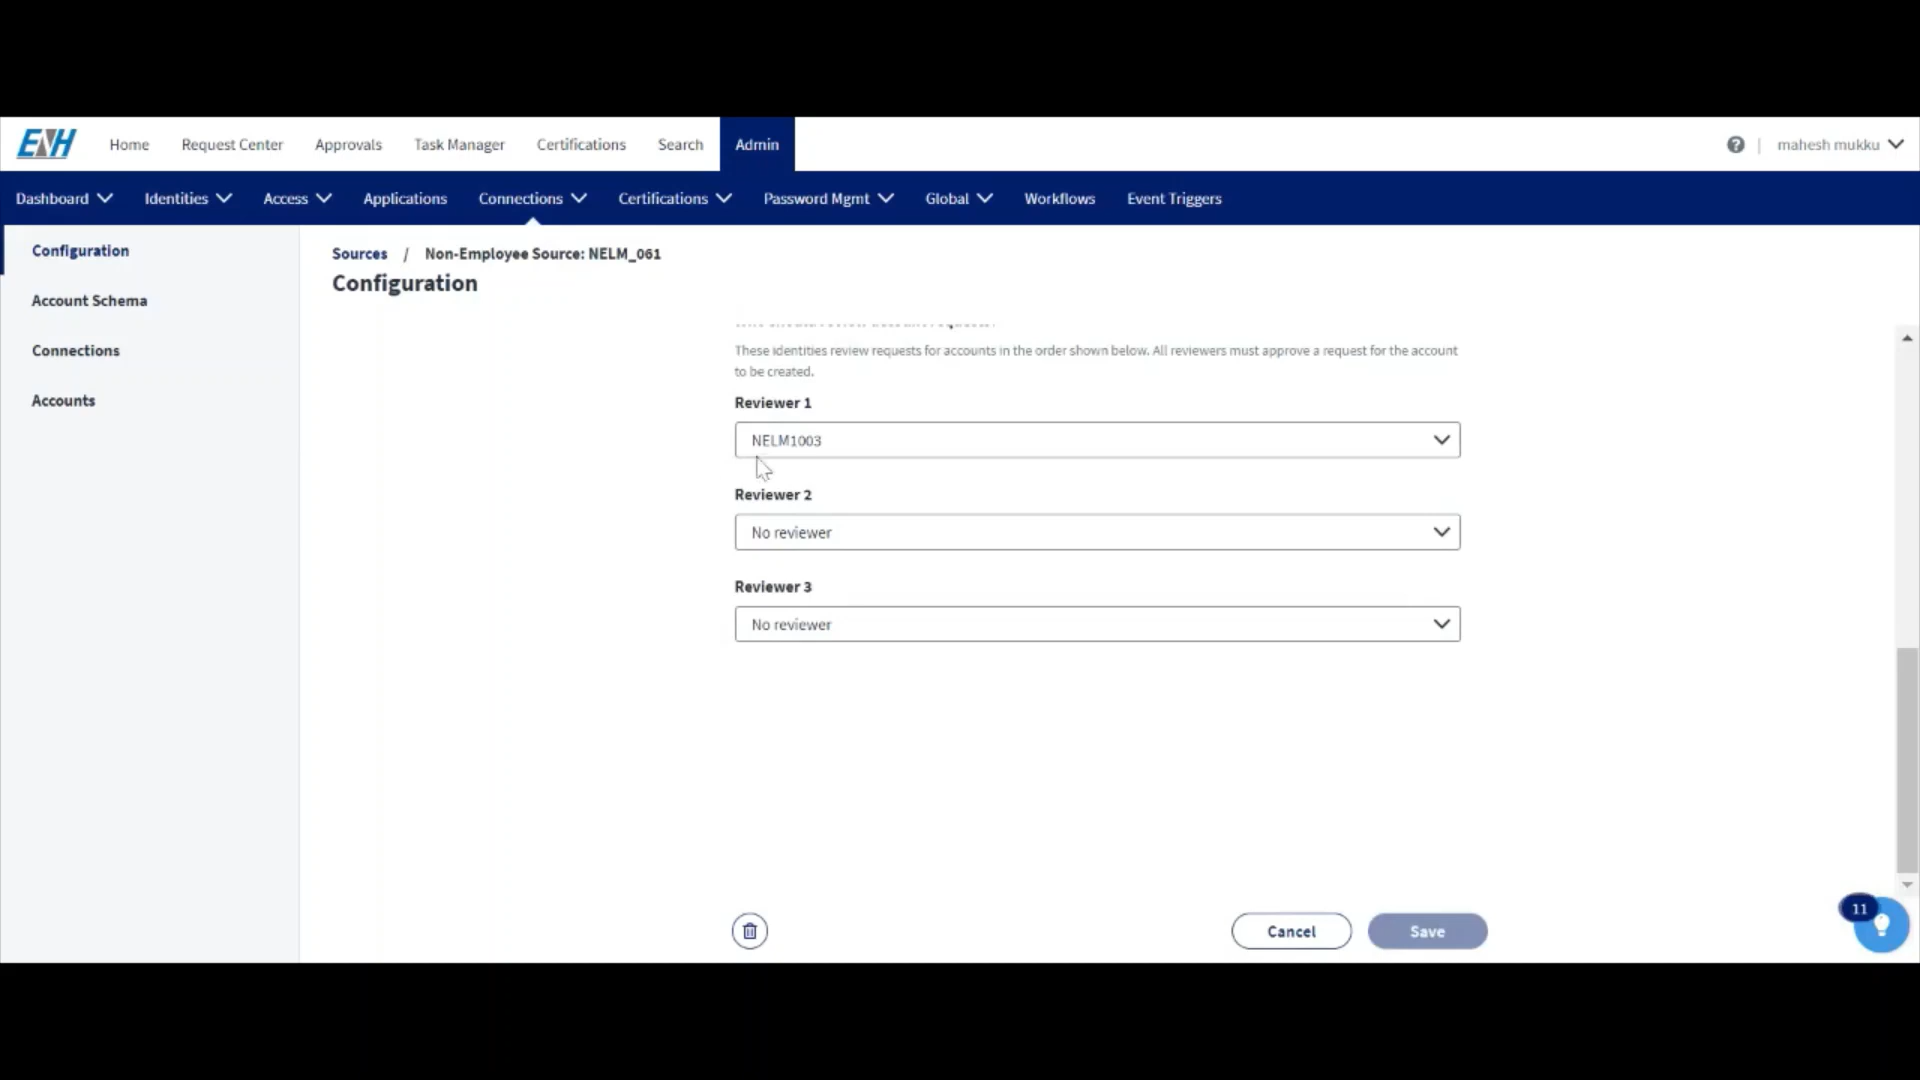 ENH
Home Request Center Approvals Task Manager Certifications Search Admin
mahesh mukku
Dashboard Identities Access Applications Connections Certifications Password Mgmt Global Workflows Event Triggers
Configuration
Account Schema
Connections
Accounts
Sources / Non-Employee Source: NELM_061
Configuration
These identities review requests for accounts in the order shown below. All reviewers must approve a request for the account
to be created.
Reviewer 1
NELM1003
Reviewer 2
No reviewer
Reviewer 3
No reviewer
Cancel Save
11